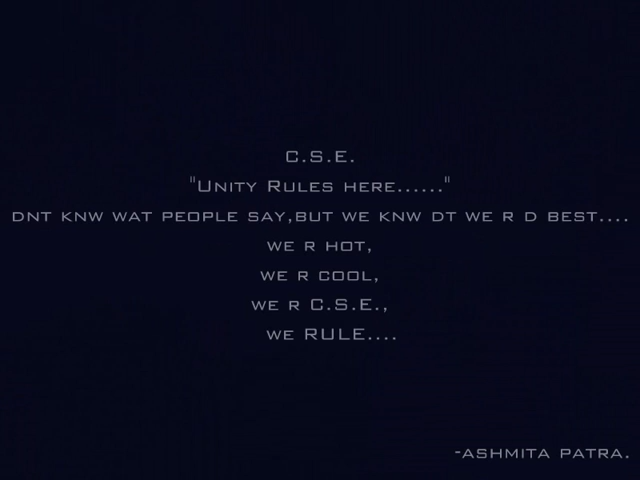 C.S.E.
"Unity Rules here......"
dnt knw wat people say,but we knw dt we r d best....
we r hot,
we r cool,
we r C.S.E.,
we RULE....
-ashmita patra.